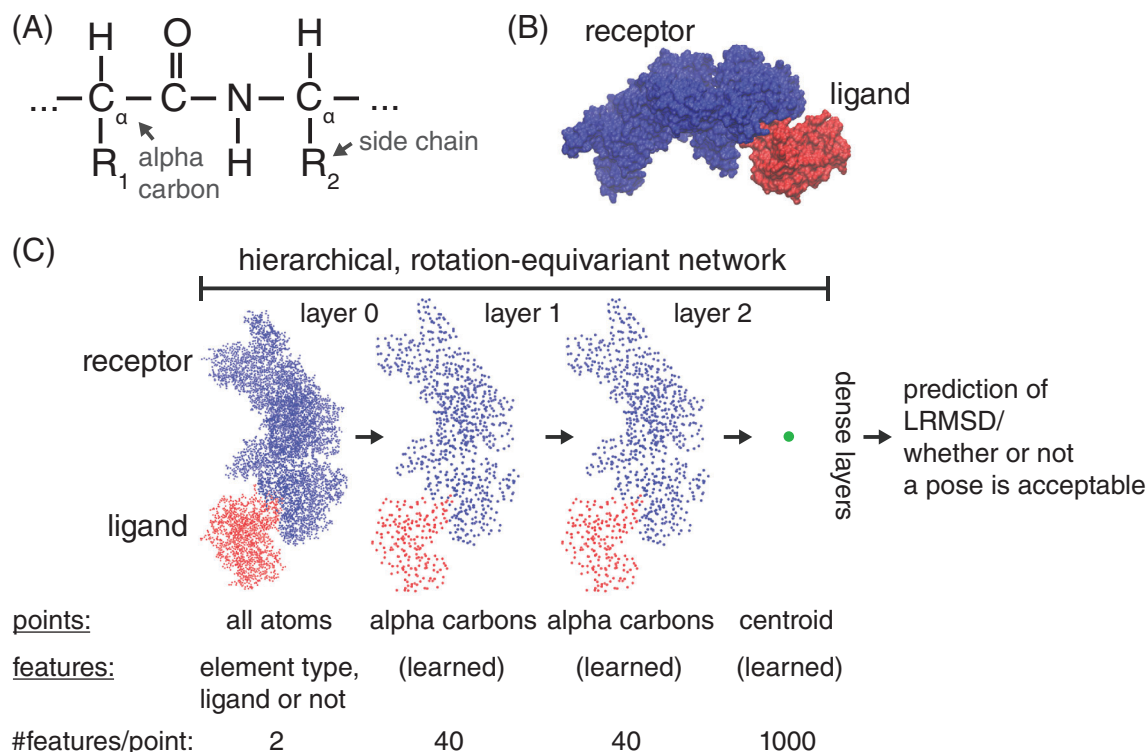 (A)
H O H
... C α C N C α ...
R1 H R2
alpha
carbon
side chain
(B)
receptor
ligand
(C)
hierarchical, rotation-equivariant network
layer 0 layer 1 layer 2
receptor
ligand
dense layers
prediction of
LRMSD/
whether or not
a pose is acceptable
points: all atoms alpha carbons alpha carbons centroid
features: element type, (learned) (learned) (learned)
ligand or not
#features/point: 2 40 40 1000